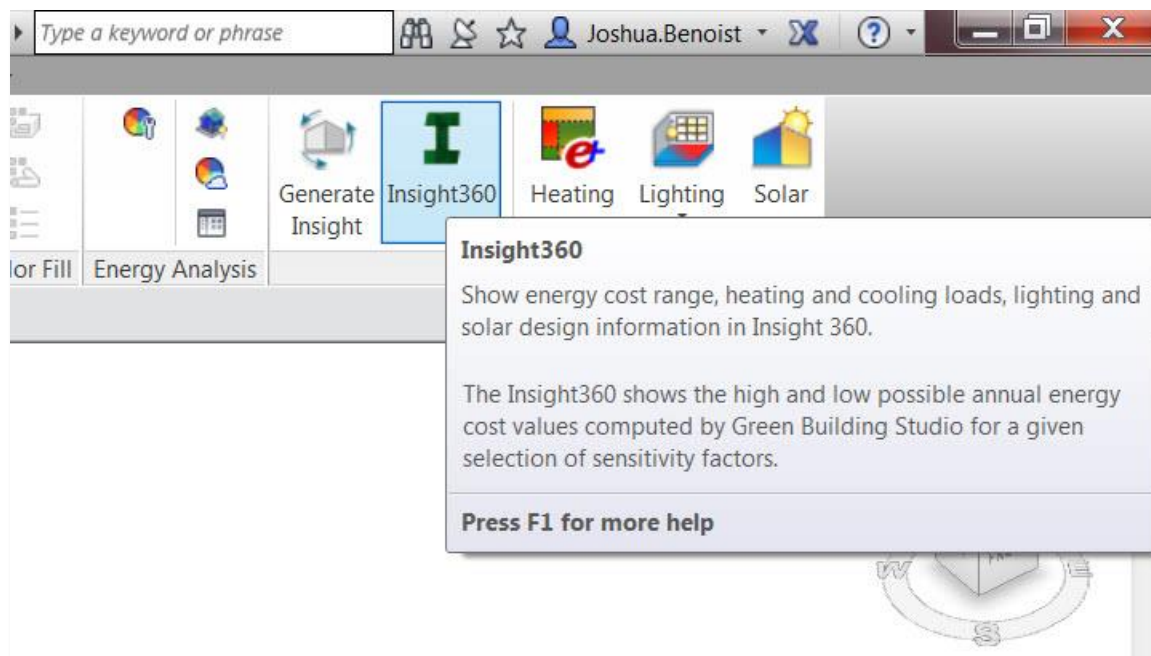 Type a keyword or phrase
Joshua.Benoist
Generate Insight360 Heating Lighting Solar
Insight
lor Fill Energy Analysis
Insight360
Show energy cost range, heating and cooling loads, lighting and
solar design information in Insight 360.
The Insight360 shows the high and low possible annual energy
cost values computed by Green Building Studio for a given
selection of sensitivity factors.
Press F1 for more help
W
E
S